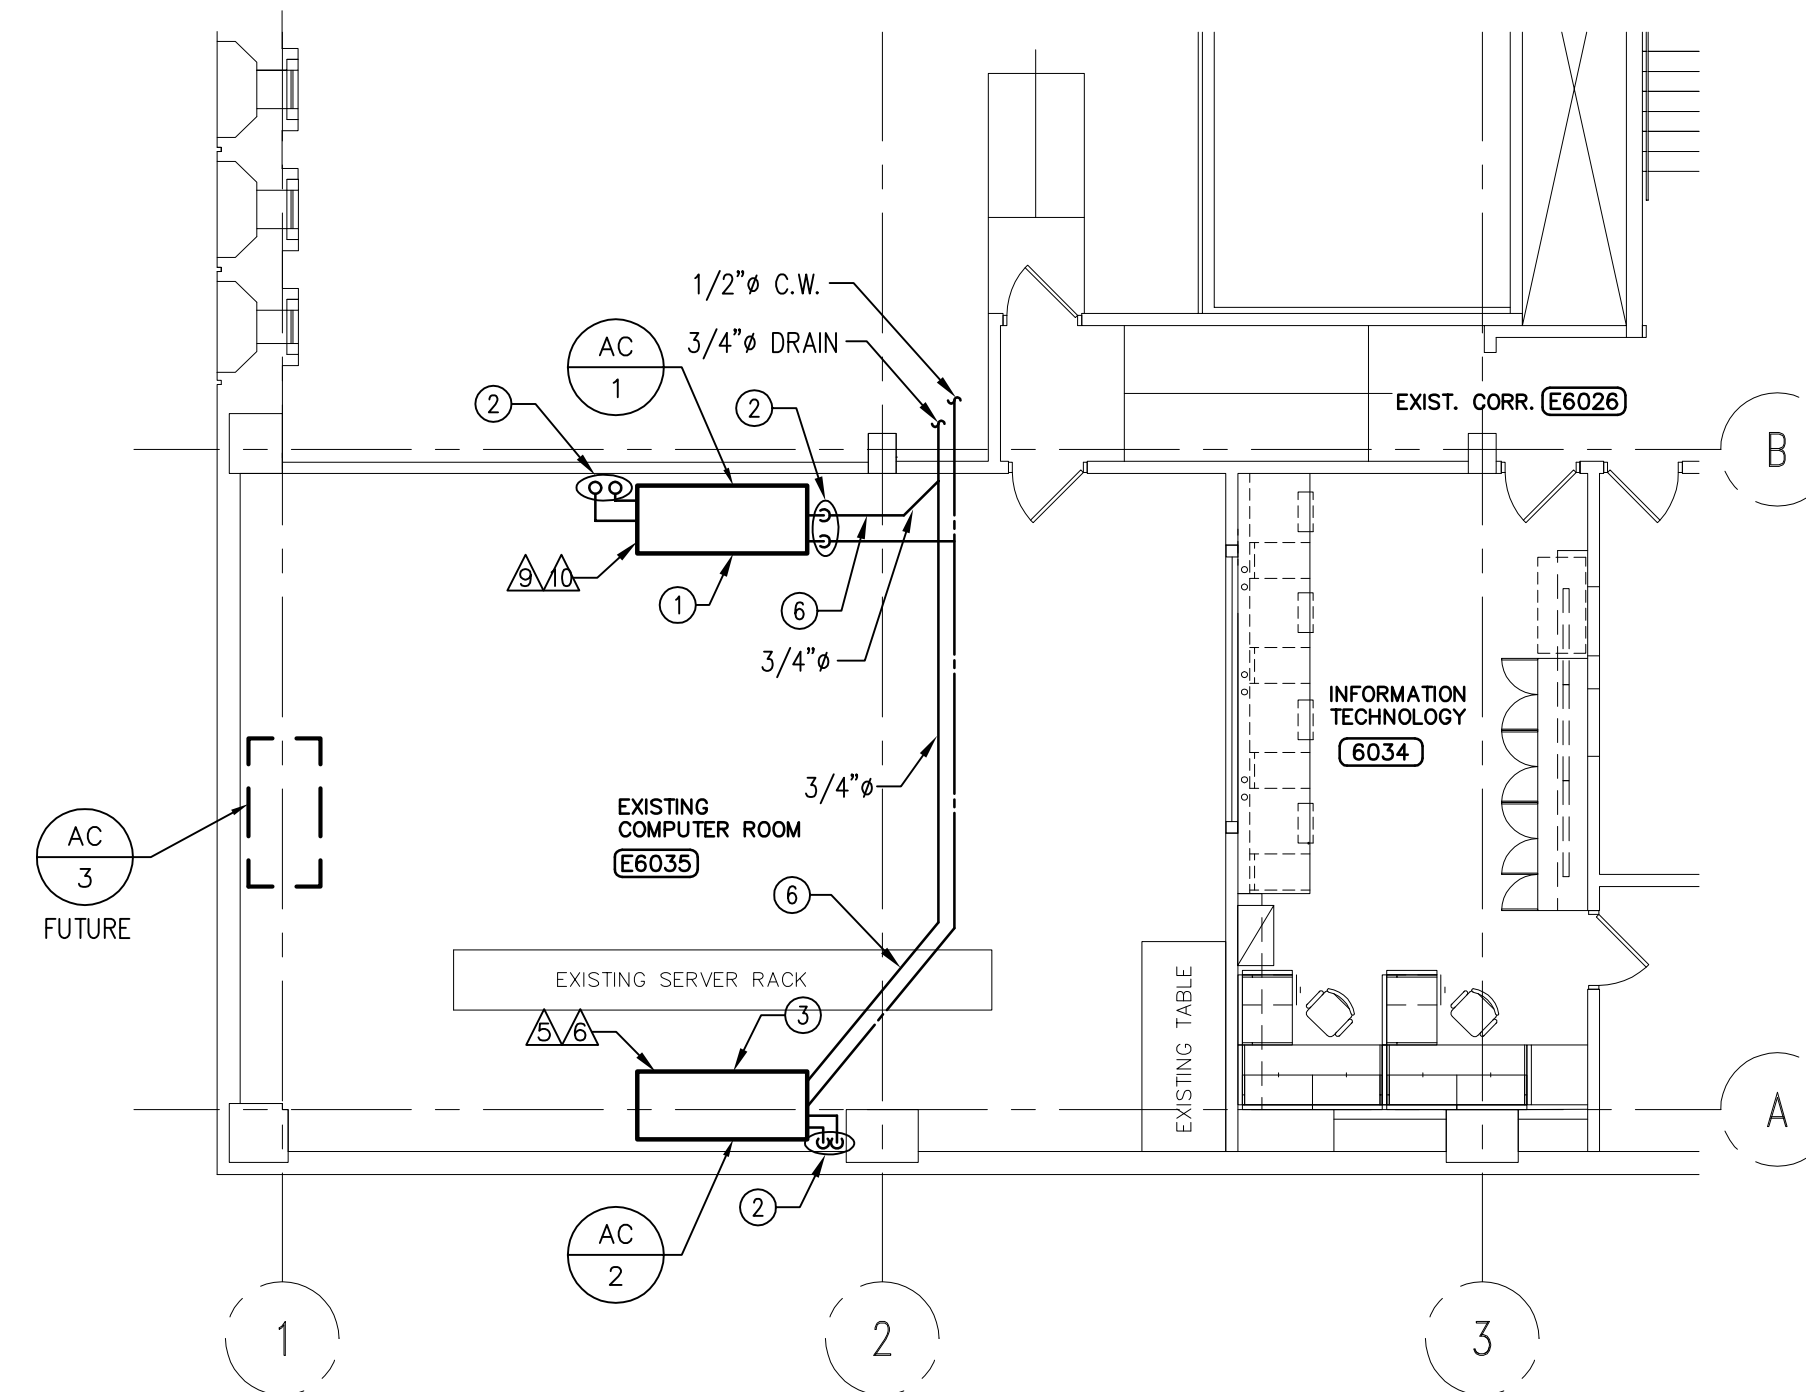 1/2"ø C.W.
3/4"ø DRAIN
AC
1
2
2
EXIST. CORR. E6026
B
9 10
1
6
3/4"ø
INFORMATION
TECHNOLOGY
6034
3/4"ø
EXISTING
COMPUTER ROOM
E6035
AC
3
FUTURE
6
EXISTING SERVER RACK
3
5 6
EXISTING TABLE
A
2
AC
2
1
2
3